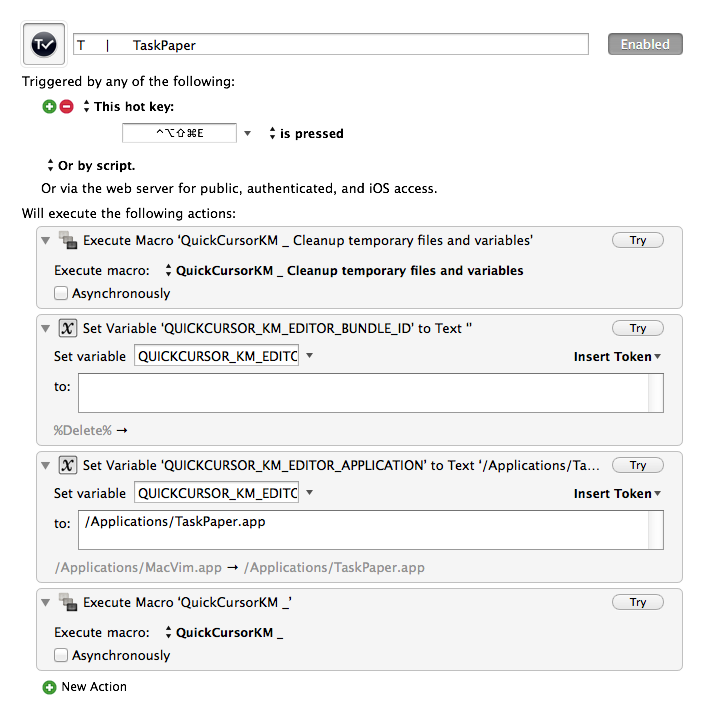 T | TaskPaper
Enabled
Triggered by any of the following:
This hot key:
^⌥⇧⌘E
is pressed
Or by script.
Or via the web server for public, authenticated, and iOS access.
Will execute the following actions:
Execute Macro 'QuickCursorKM _ Cleanup temporary files and variables'
Try
Execute macro: QuickCursorKM _ Cleanup temporary files and variables
Asynchronously
Set Variable 'QUICKCURSOR_KM_EDITOR_BUNDLE_ID' to Text ''
Try
Set variable QUICKCURSOR_KM_EDITC
Insert Token
to:
%Delete% →
Set Variable 'QUICKCURSOR_KM_EDITOR_APPLICATION' to Text '/Applications/Ta...
Try
Set variable QUICKCURSOR_KM_EDITC
Insert Token
to: /Applications/TaskPaper.app
/Applications/MacVim.app → /Applications/TaskPaper.app
Execute Macro 'QuickCursorKM _'
Try
Execute macro: QuickCursorKM _
Asynchronously
New Action